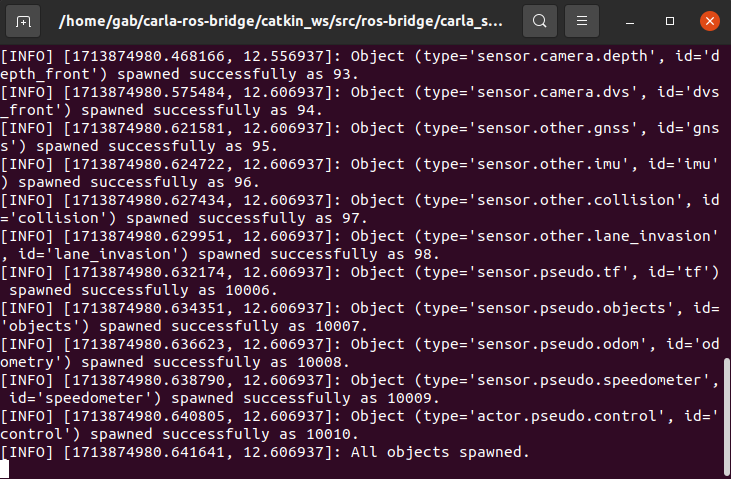 /home/gab/carla-ros-bridge/catkin_ws/src/ros-bridge/carla_s...
[INFO] [1713874980.468166, 12.556937]: Object (type='sensor.camera.depth', id='d
epth_front') spawned successfully as 93.
[INFO] [1713874980.575484, 12.606937]: Object (type='sensor.camera.dvs', id='dvs
_front') spawned successfully as 94.
[INFO] [1713874980.621581, 12.606937]: Object (type='sensor.other.gnss', id='gns
s') spawned successfully as 95.
[INFO] [1713874980.624722, 12.606937]: Object (type='sensor.other.imu', id='imu'
) spawned successfully as 96.
[INFO] [1713874980.627434, 12.606937]: Object (type='sensor.other.collision', id
='collision') spawned successfully as 97.
[INFO] [1713874980.629951, 12.606937]: Object (type='sensor.other.lane_invasion'
, id='lane_invasion') spawned successfully as 98.
[INFO] [1713874980.632174, 12.606937]: Object (type='sensor.pseudo.tf', id='tf')
 spawned successfully as 10006.
[INFO] [1713874980.634351, 12.606937]: Object (type='sensor.pseudo.objects', id=
'objects') spawned successfully as 10007.
[INFO] [1713874980.636623, 12.606937]: Object (type='sensor.pseudo.odom', id='od
ometry') spawned successfully as 10008.
[INFO] [1713874980.638790, 12.606937]: Object (type='sensor.pseudo.speedometer',
 id='speedometer') spawned successfully as 10009.
[INFO] [1713874980.640805, 12.606937]: Object (type='actor.pseudo.control', id='
control') spawned successfully as 10010.
[INFO] [1713874980.641641, 12.606937]: All objects spawned.